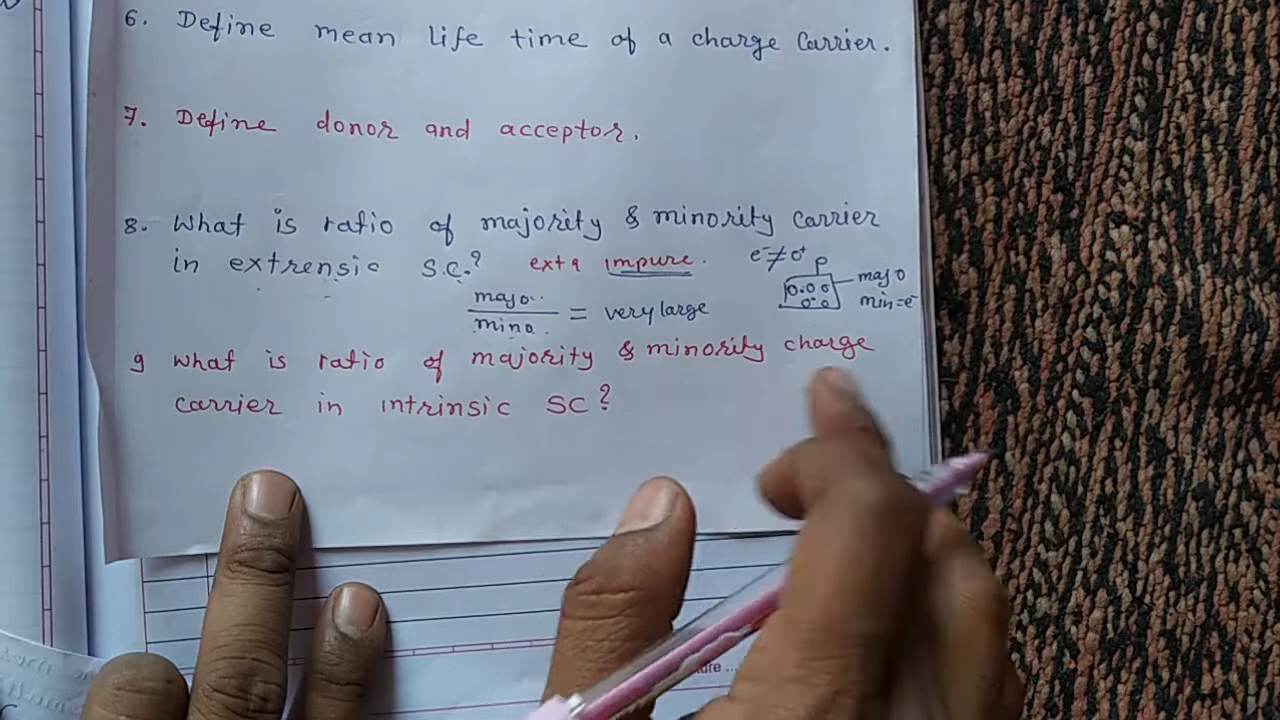 6. Define mean life time of a charge carrier.
7. Define donor and acceptor.
8. What is ratio of majority & minority carrier
in extrensic s.c.? ext impure. e⁻≠o⁺ P
majo
min=e⁻
majo..
mino. = very large
9 what is ratio of majority & minority charge
carrier in intrinsic SC?